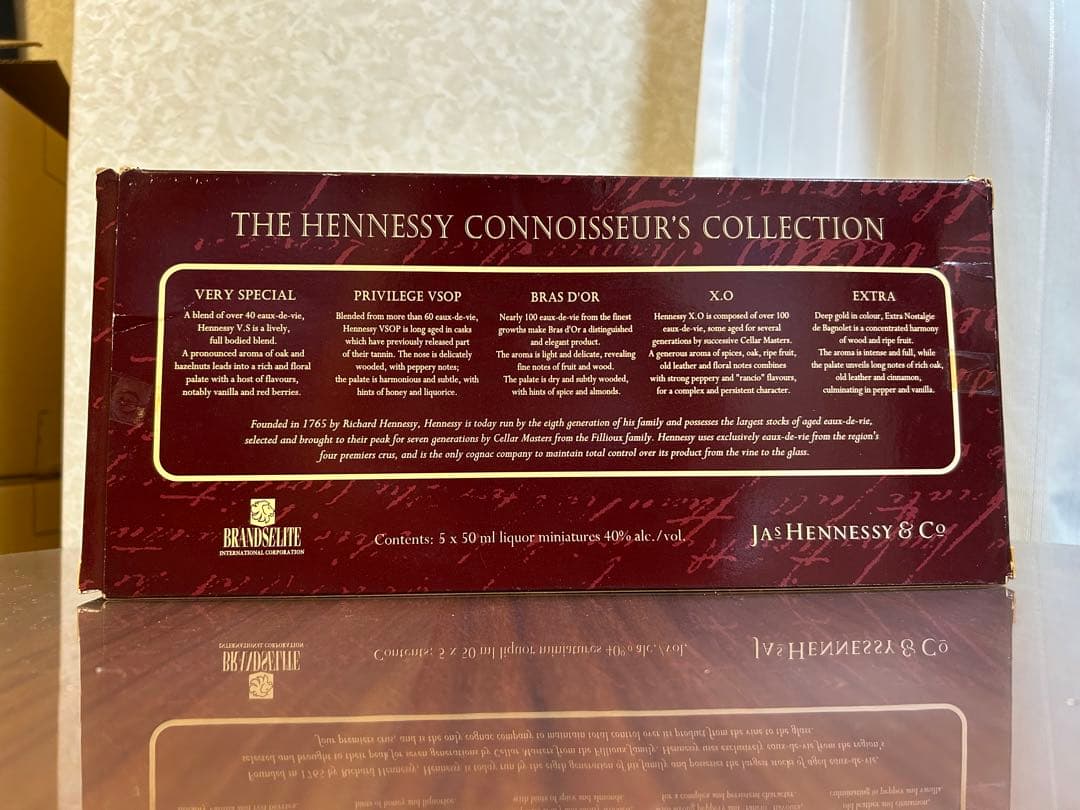 THE HENNESSY CONNOISSEUR'S COLLECTION
VERY SPECIAL
A blend of over 40 eaux-de-vie,
Hennessy V.S is a lively,
full bodied blend.
A pronounced aroma of oak and
hazelnuts leads into a rich and floral
palate with a host of flavours,
notably vanilla and red berries.
PRIVILEGE VSOP
Blended from more than 60 eaux-de-vie,
Hennessy VSOP is long aged in casks
which have previously released part
of their tannin. The nose is delicately
wooded, with peppery notes;
the palate is harmonious and subtle, with
hints of honey and liquorice.
BRAS D'OR
Nearly 100 eaux-de-vie from the finest
growths make Bras d'Or a distinguished
and elegant product.
The aroma is light and delicate, revealing
fine notes of fruit and wood.
The palate is dry and subtly wooded,
with hints of spice and almonds.
X.O
Hennessy X.O is composed of over 100
eaux-de-vie, some aged for several
generations by successive Cellar Masters.
A generous aroma of spices, oak, ripe fruit,
old leather and floral notes combines
with strong peppery and "rancio" flavours,
for a complex and persistent character.
EXTRA
Deep gold in colour, Extra Nostalgie
de Bagnolet is a concentrated harmony
of wood and ripe fruit.
The aroma is intense and full, while
the palate unveils long notes of rich oak,
old leather and cinnamon,
culminating in pepper and vanilla.
Founded in 1765 by Richard Hennessy, Hennessy is today run by the eigth generation of his family and possesses the largest stocks of aged eaux-de-vie,
selected and brought to their peak for seven generations by Cellar Masters from the Fillioux family. Hennessy uses exclusively eaux-de-vie from the region's
four premiers crus, and is the only cognac company to maintain total control over its product from the vine to the glass.
BRANDSELITE
INTERNATIONAL CORPORATION
Contents: 5 x 50 ml liquor miniatures 40% alc./vol.
JAS HENNESSY & CO